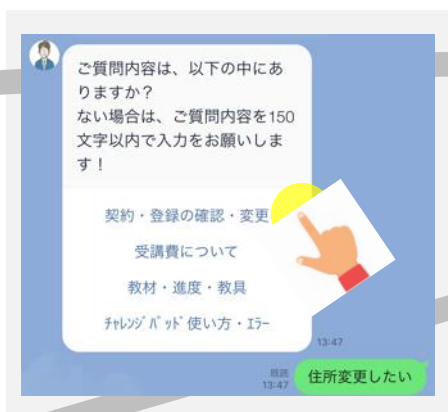 ご質問内容は、以下の中にあ
りますか？
ない場合は、ご質問内容を150
文字以内で入力をお願いしま
す！
契約・登録の確認・変更
受講費について
教材・進度・教具
ﾁｬﾚﾝｼﾞﾊﾟｯﾄﾞ使い方・ｴﾗｰ
13:47
既読
13:47
住所変更したい